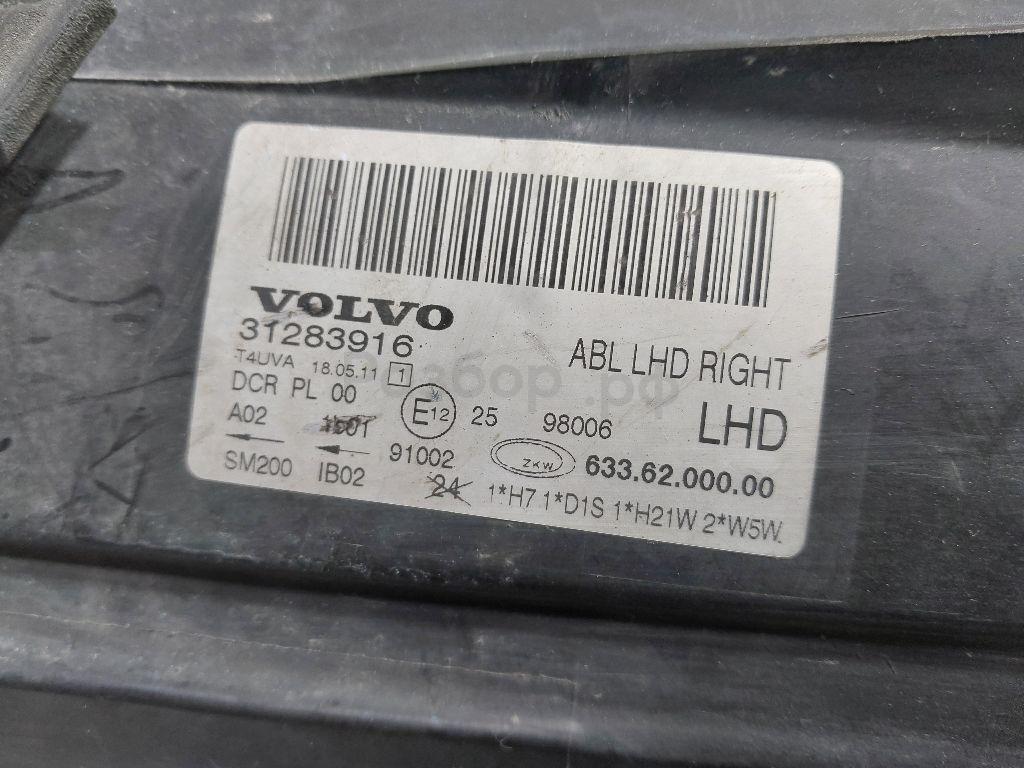 VOLVO
31283916
ABL LHD RIGHT
T4UVA 18.05.11 1
DCR PL 00
E12 25 98006 LHD
A02
91002 ZKW 633.62.000.00
SM200 IB02 24 1*H7 1*D1S 1*H21W 2*W5W
Разбор.рф